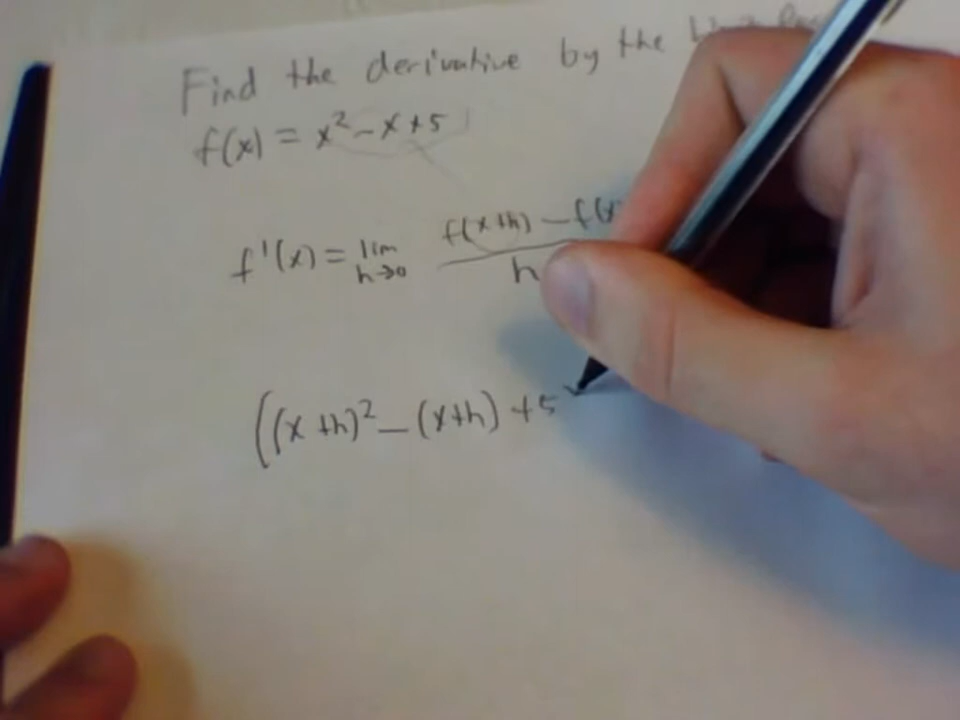 Find the derivative by the
f(x) = x² - x + 5
f'(x) = lim h→0 f(x+h) - f(x / h
((x+h)² - (x+h) + 5